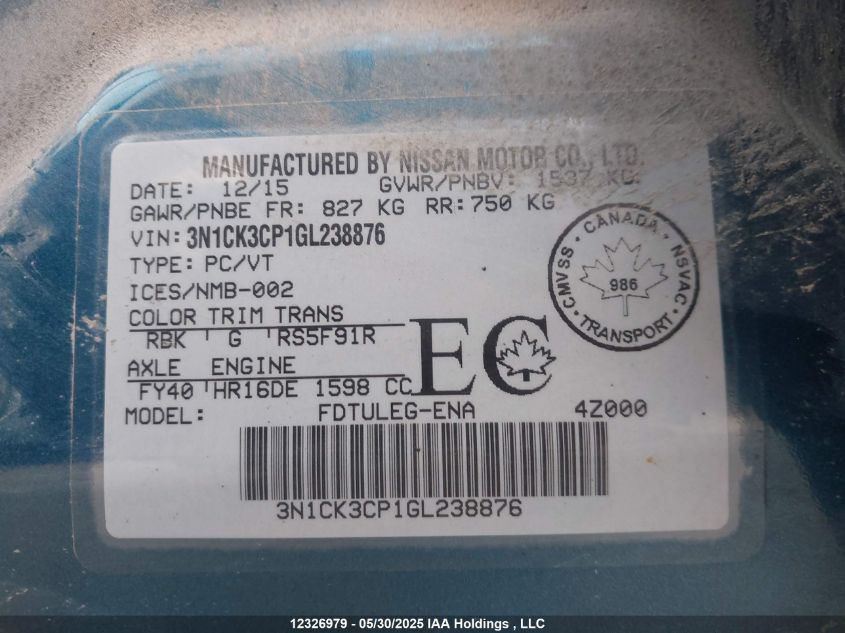 MANUFACTURED BY NISSAN MOTOR CO., LTD.
DATE: 12/15 GVWR/PNBV: 1537 KG
GAWR/PNBE FR: 827 KG RR: 750 KG
VIN: 3N1CK3CP1GL238876
TYPE: PC/VT
ICES/NMB-002
COLOR TRIM TRANS
RBK G RS5F91R
AXLE ENGINE
FY40 HR16DE 1598 CC
MODEL: FDTULEG-ENA 4Z000
EC
CANADA
CMVSS NSVAC
986
TRANSPORT
3N1CK3CP1GL238876
12326979 - 05/30/2025 IAA Holdings , LLC